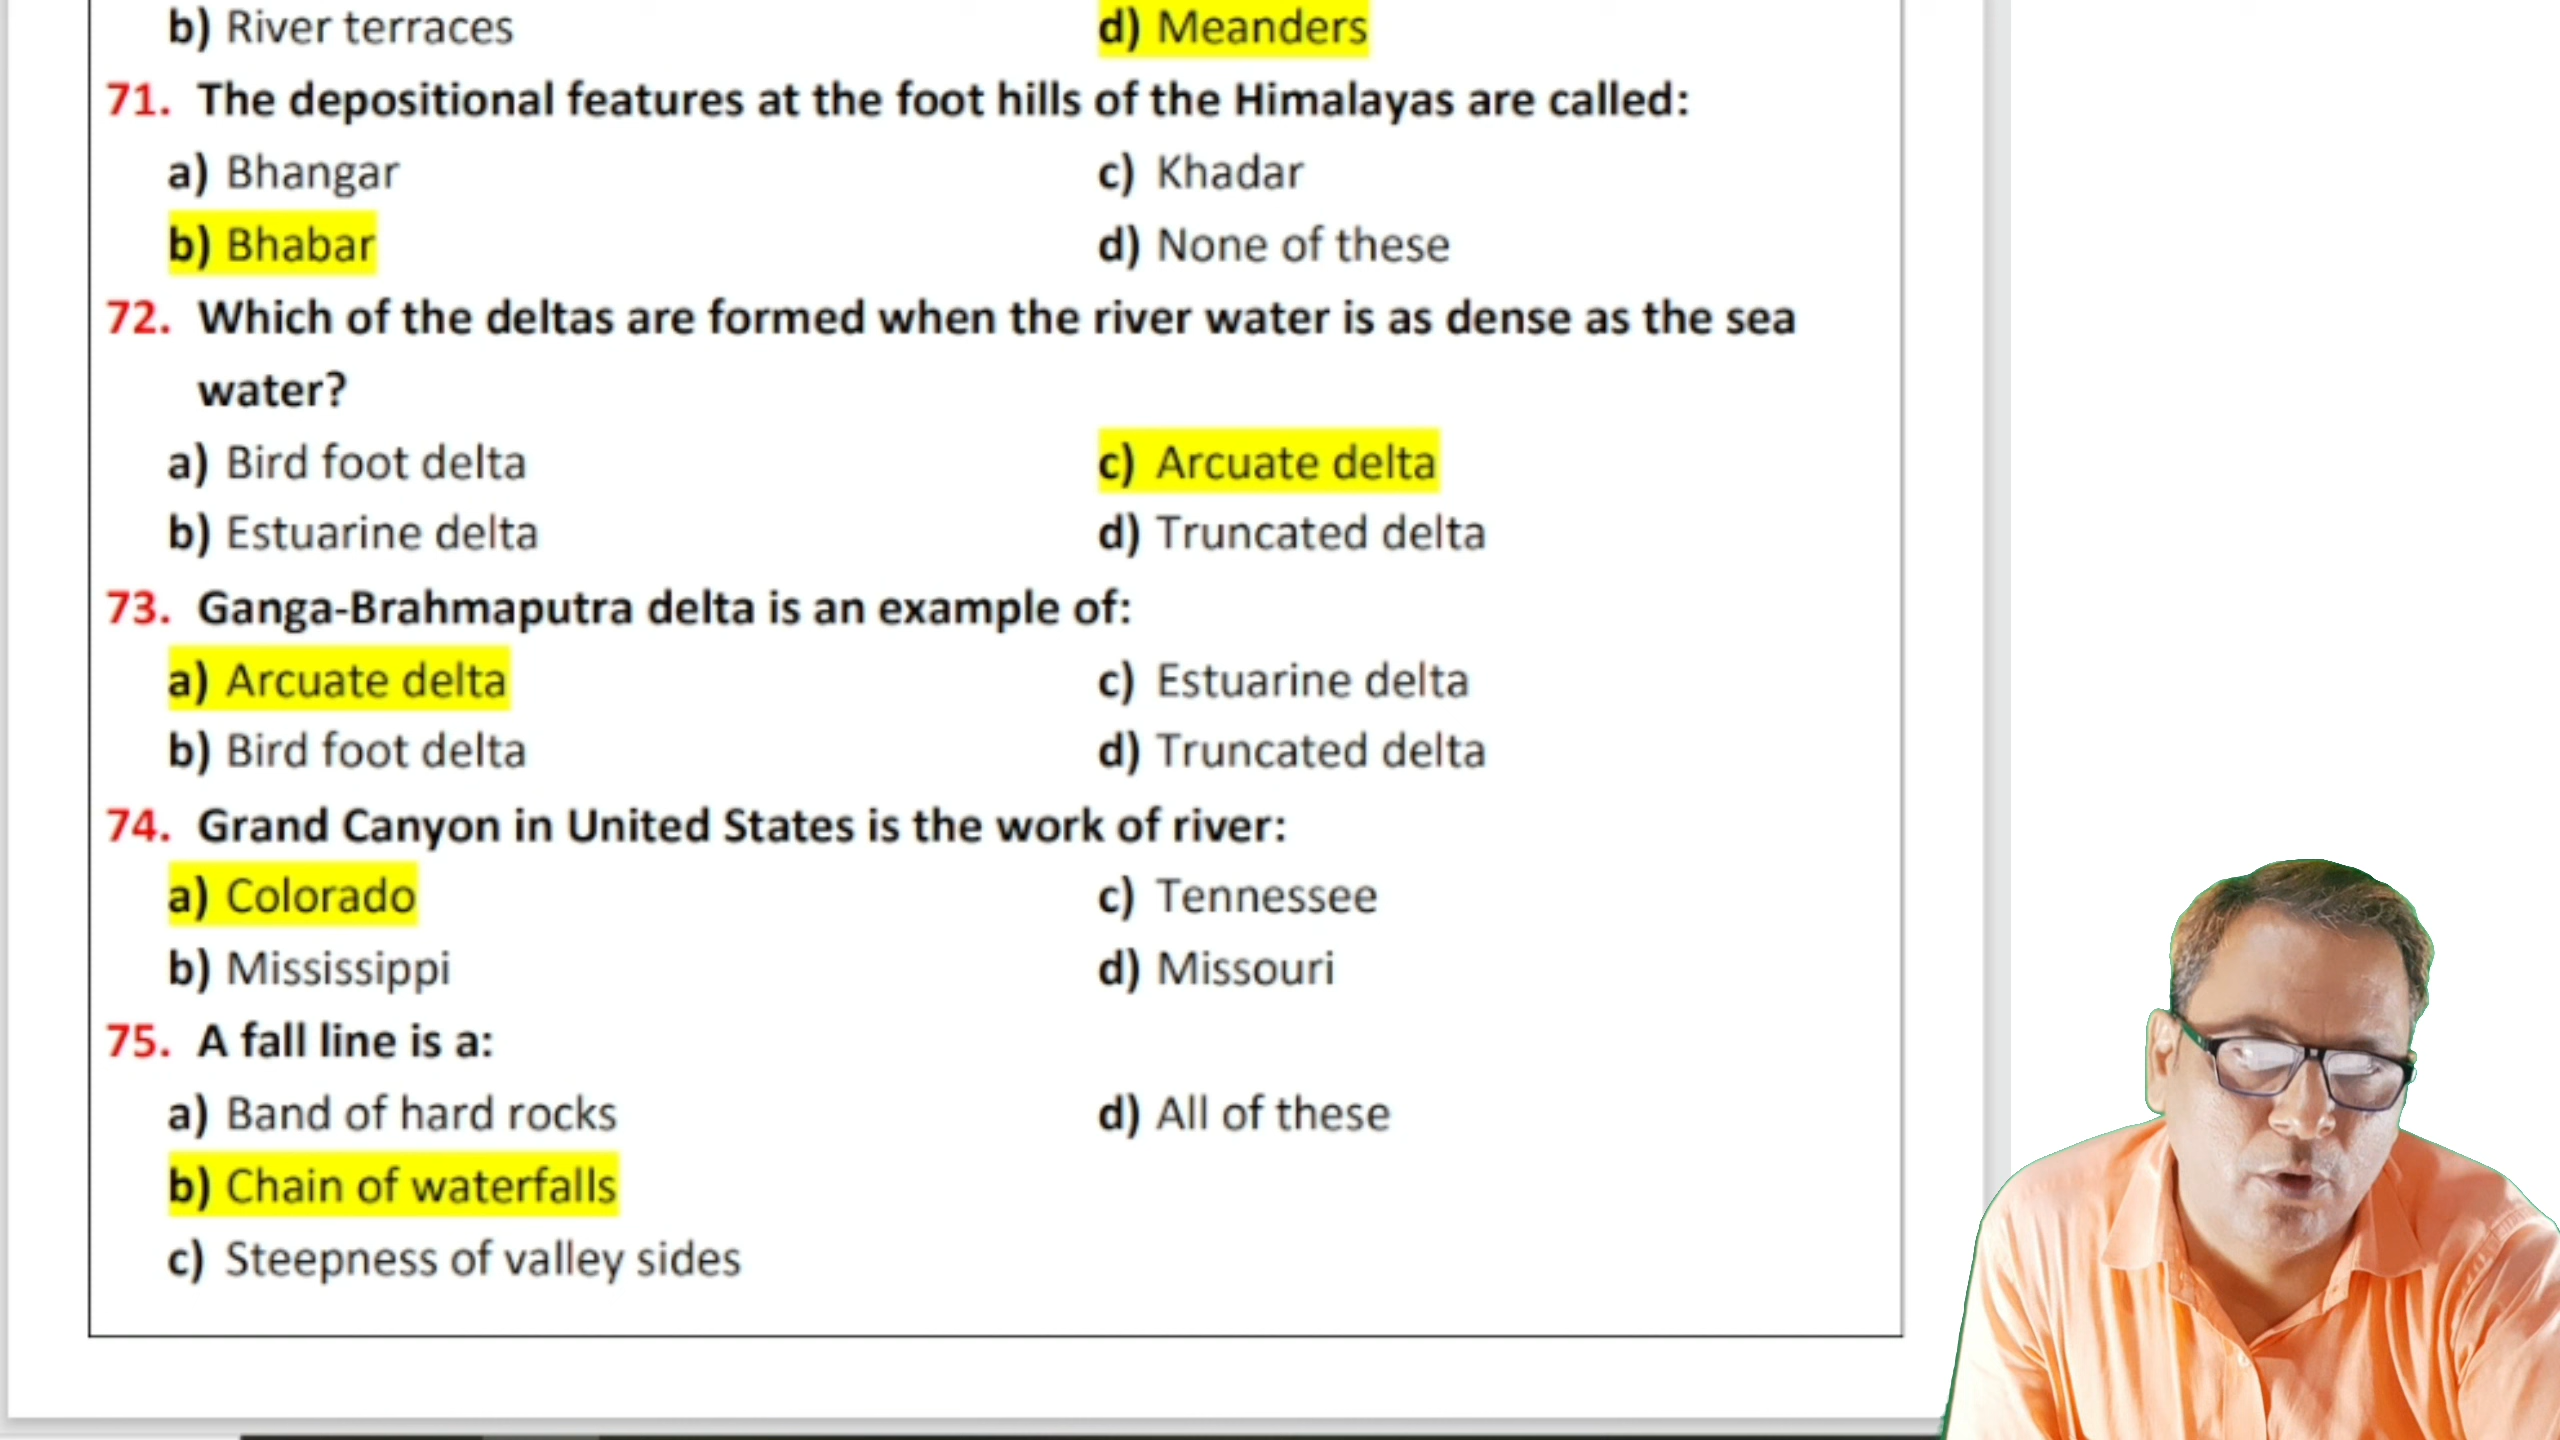 b) River terraces d) Meanders
71. The depositional features at the foot hills of the Himalayas are called:
a) Bhangar c) Khadar
b) Bhabar d) None of these
72. Which of the deltas are formed when the river water is as dense as the sea
water?
a) Bird foot delta c) Arcuate delta
b) Estuarine delta d) Truncated delta
73. Ganga-Brahmaputra delta is an example of:
a) Arcuate delta c) Estuarine delta
b) Bird foot delta d) Truncated delta
74. Grand Canyon in United States is the work of river:
a) Colorado c) Tennessee
b) Mississippi d) Missouri
75. A fall line is a:
a) Band of hard rocks d) All of these
b) Chain of waterfalls
c) Steepness of valley sides